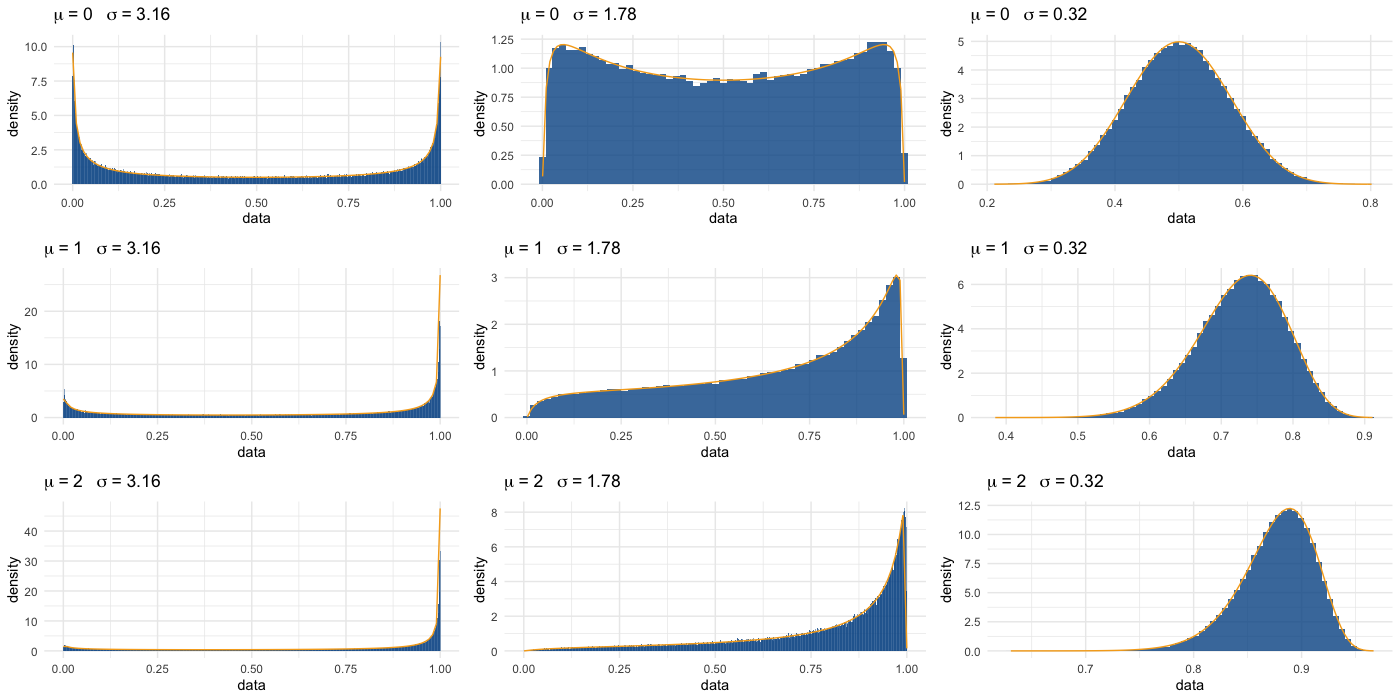 μ = 0 σ = 3.16
10.0
7.5
5.0
2.5
0.0
density
0.00 0.25 0.50 0.75 1.00
data
μ = 0 σ = 1.78
1.25
1.00
0.75
0.50
0.25
0.00
density
0.00 0.25 0.50 0.75 1.00
data
μ = 0 σ = 0.32
5
4
3
2
1
0
density
0.2 0.4 0.6 0.8
data
μ = 1 σ = 3.16
20
10
0
density
0.00 0.25 0.50 0.75 1.00
data
μ = 1 σ = 1.78
3
2
1
0
density
0.00 0.25 0.50 0.75 1.00
data
μ = 1 σ = 0.32
6
4
2
0
density
0.4 0.5 0.6 0.7 0.8 0.9
data
μ = 2 σ = 3.16
40
30
20
10
0
density
0.00 0.25 0.50 0.75 1.00
data
μ = 2 σ = 1.78
8
6
4
2
0
density
0.00 0.25 0.50 0.75 1.00
data
μ = 2 σ = 0.32
12.5
10.0
7.5
5.0
2.5
0.0
density
0.7 0.8 0.9
data